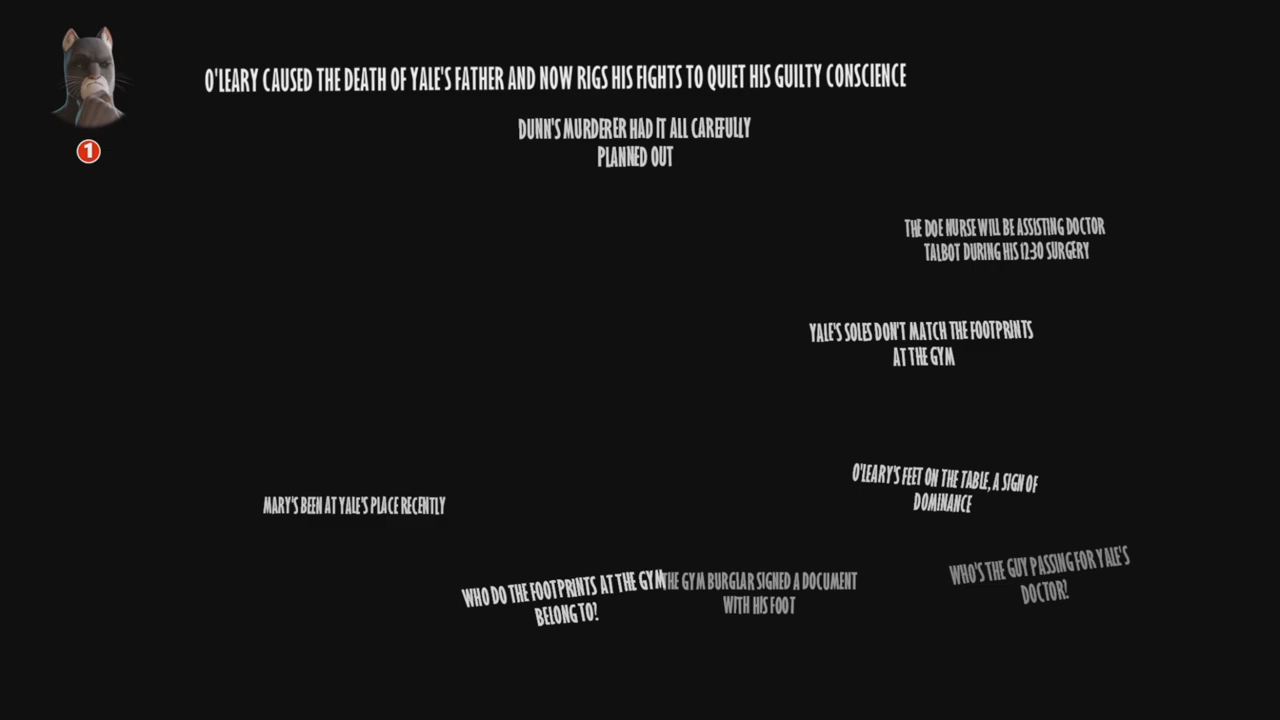 O'LEARY CAUSED THE DEATH OF YALE'S FATHER AND NOW RIGS HIS FIGHTS TO QUIET HIS GUILTY CONSCIENCE
DUNN'S MURDERER HAD IT ALL CAREFULLY
PLANNED OUT
1
THE DOE NURSE WILL BE ASSISTING DOCTOR
TALBOT DURING HIS 12:30 SURGERY
YALE'S SOLES DON'T MATCH THE FOOTPRINTS
AT THE GYM
O'LEARY'S FEET ON THE TABLE, A SIGN OF
DOMINANCE
MARY'S BEEN AT YALE'S PLACE RECENTLY
WHO DO THE FOOTPRINTS AT THE GYM
BELONG TO?
THE GYM BURGLAR SIGNED A DOCUMENT
WITH HIS FOOT
WHO'S THE GUY PASSING FOR YALE'S
DOCTOR?